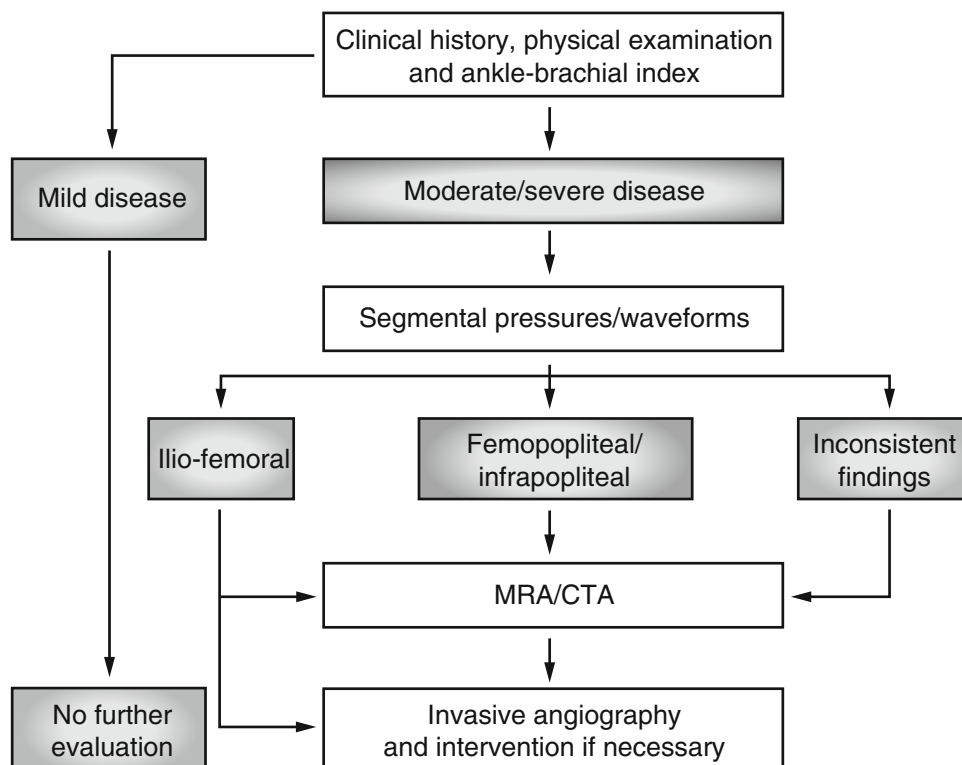 Clinical history, physical examination
and ankle-brachial index
Mild disease
Moderate/severe disease
Segmental pressures/waveforms
Ilio-femoral
Femopopliteal/
infrapopliteal
Inconsistent
findings
MRA/CTA
No further
evaluation
Invasive angiography
and intervention if necessary